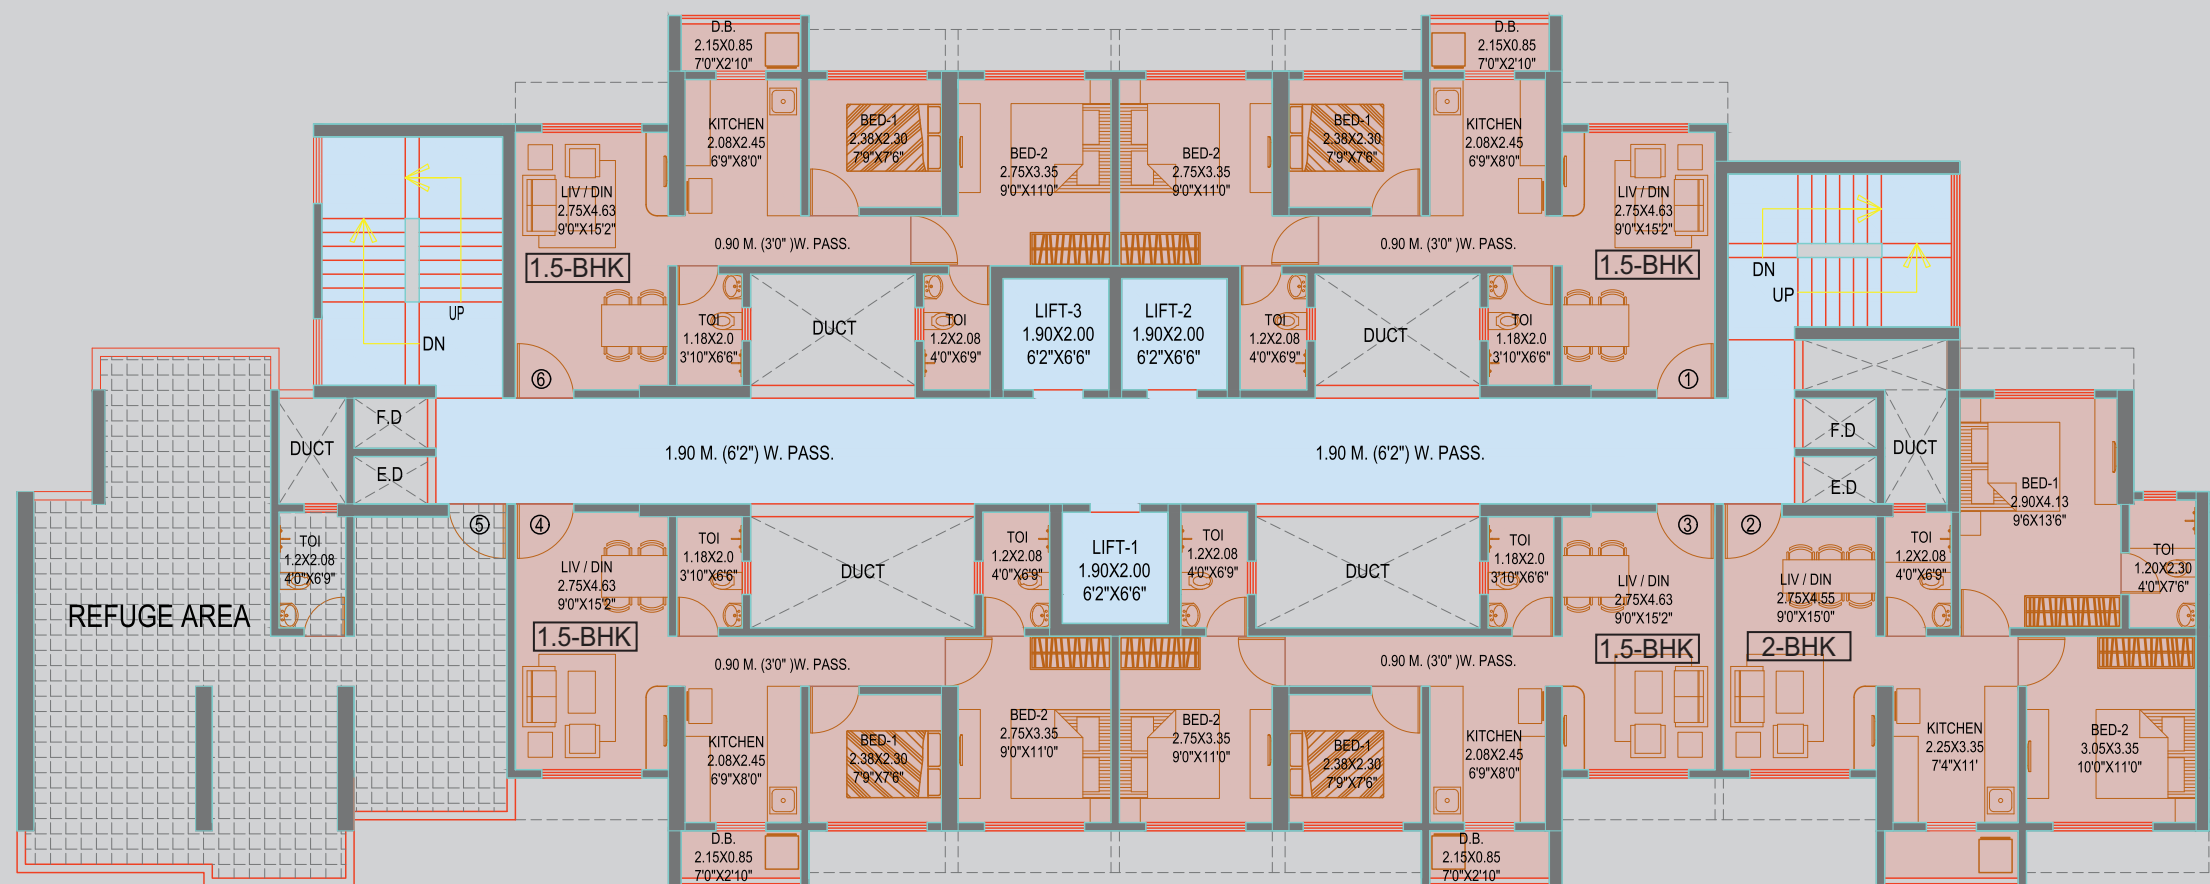 D.B.
2.15X0.85
7'0"X2'10"
D.B.
2.15X0.85
7'0"X2'10"
KITCHEN
2.08X2.45
6'9"X8'0"
BED-1
2.38X2.30
7'9"X7'6"
BED-2
2.75X3.35
9'0"X11'0"
BED-2
2.75X3.35
9'0"X11'0"
BED-1
2.38X2.30
7'9"X7'6"
KITCHEN
2.08X2.45
6'9"X8'0"
LIV / DIN
2.75X4.63
9'0"X15'2"
1.5-BHK
LIV / DIN
2.75X4.63
9'0"X15'2"
1.5-BHK
0.90 M. (3'0" )W. PASS.
0.90 M. (3'0" )W. PASS.
UP
DN
DN
UP
TOI
1.18X2.0
3'10"X6'6"
DUCT
TOI
1.2X2.08
4'0"X6'9"
LIFT-3
1.90X2.00
6'2"X6'6"
LIFT-2
1.90X2.00
6'2"X6'6"
TOI
1.2X2.08
4'0"X6'9"
DUCT
TOI
1.18X2.0
3'10"X6'6"
6
1
DUCT
F.D
E.D
1.90 M. (6'2") W. PASS.
1.90 M. (6'2") W. PASS.
F.D
E.D
DUCT
BED-1
2.90X4.13
9'6X13'6"
5
4
3
2
TOI
1.2X2.08
4'0"X6'9"
REFUGE AREA
LIV / DIN
2.75X4.63
9'0"X15'2"
1.5-BHK
TOI
1.18X2.0
3'10"X6'6"
DUCT
TOI
1.2X2.08
4'0"X6'9"
LIFT-1
1.90X2.00
6'2"X6'6"
TOI
1.2X2.08
4'0"X6'9"
DUCT
TOI
1.18X2.0
3'10"X6'6"
LIV / DIN
2.75X4.63
9'0"X15'2"
1.5-BHK
LIV / DIN
2.75X4.55
9'0"X15'0"
2-BHK
TOI
1.2X2.08
4'0"X6'9"
TOI
1.20X2.30
4'0"X7'6"
0.90 M. (3'0" )W. PASS.
0.90 M. (3'0" )W. PASS.
KITCHEN
2.08X2.45
6'9"X8'0"
BED-1
2.38X2.30
7'9"X7'6"
BED-2
2.75X3.35
9'0"X11'0"
BED-2
2.75X3.35
9'0"X11'0"
BED-1
2.38X2.30
7'9"X7'6"
KITCHEN
2.08X2.45
6'9"X8'0"
KITCHEN
2.25X3.35
7'4"X11'
BED-2
3.05X3.35
10'0"X11'0"
D.B.
2.15X0.85
7'0"X2'10"
D.B.
2.15X0.85
7'0"X2'10"